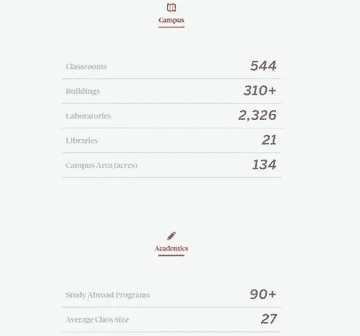 Campus
Classrooms 544
Buildings 310+
Laboratories 2,326
Libraries 21
Campus Area (acres) 134
Academics
Study Abroad Programs 90+
Average Class Size 27